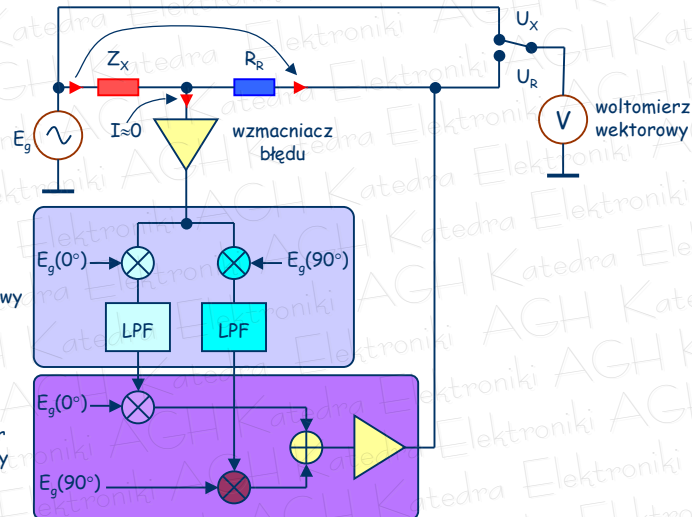 U_X
Z_X
R_R
U_R
woltomierz
wektorowy
V
E_g
I≈0
wzmacniacz
błędu
E_g(0°)
E_g(90°)
wy
LPF
LPF
E_g(0°)
r
y
E_g(90°)
AGH Katedra Elektroniki